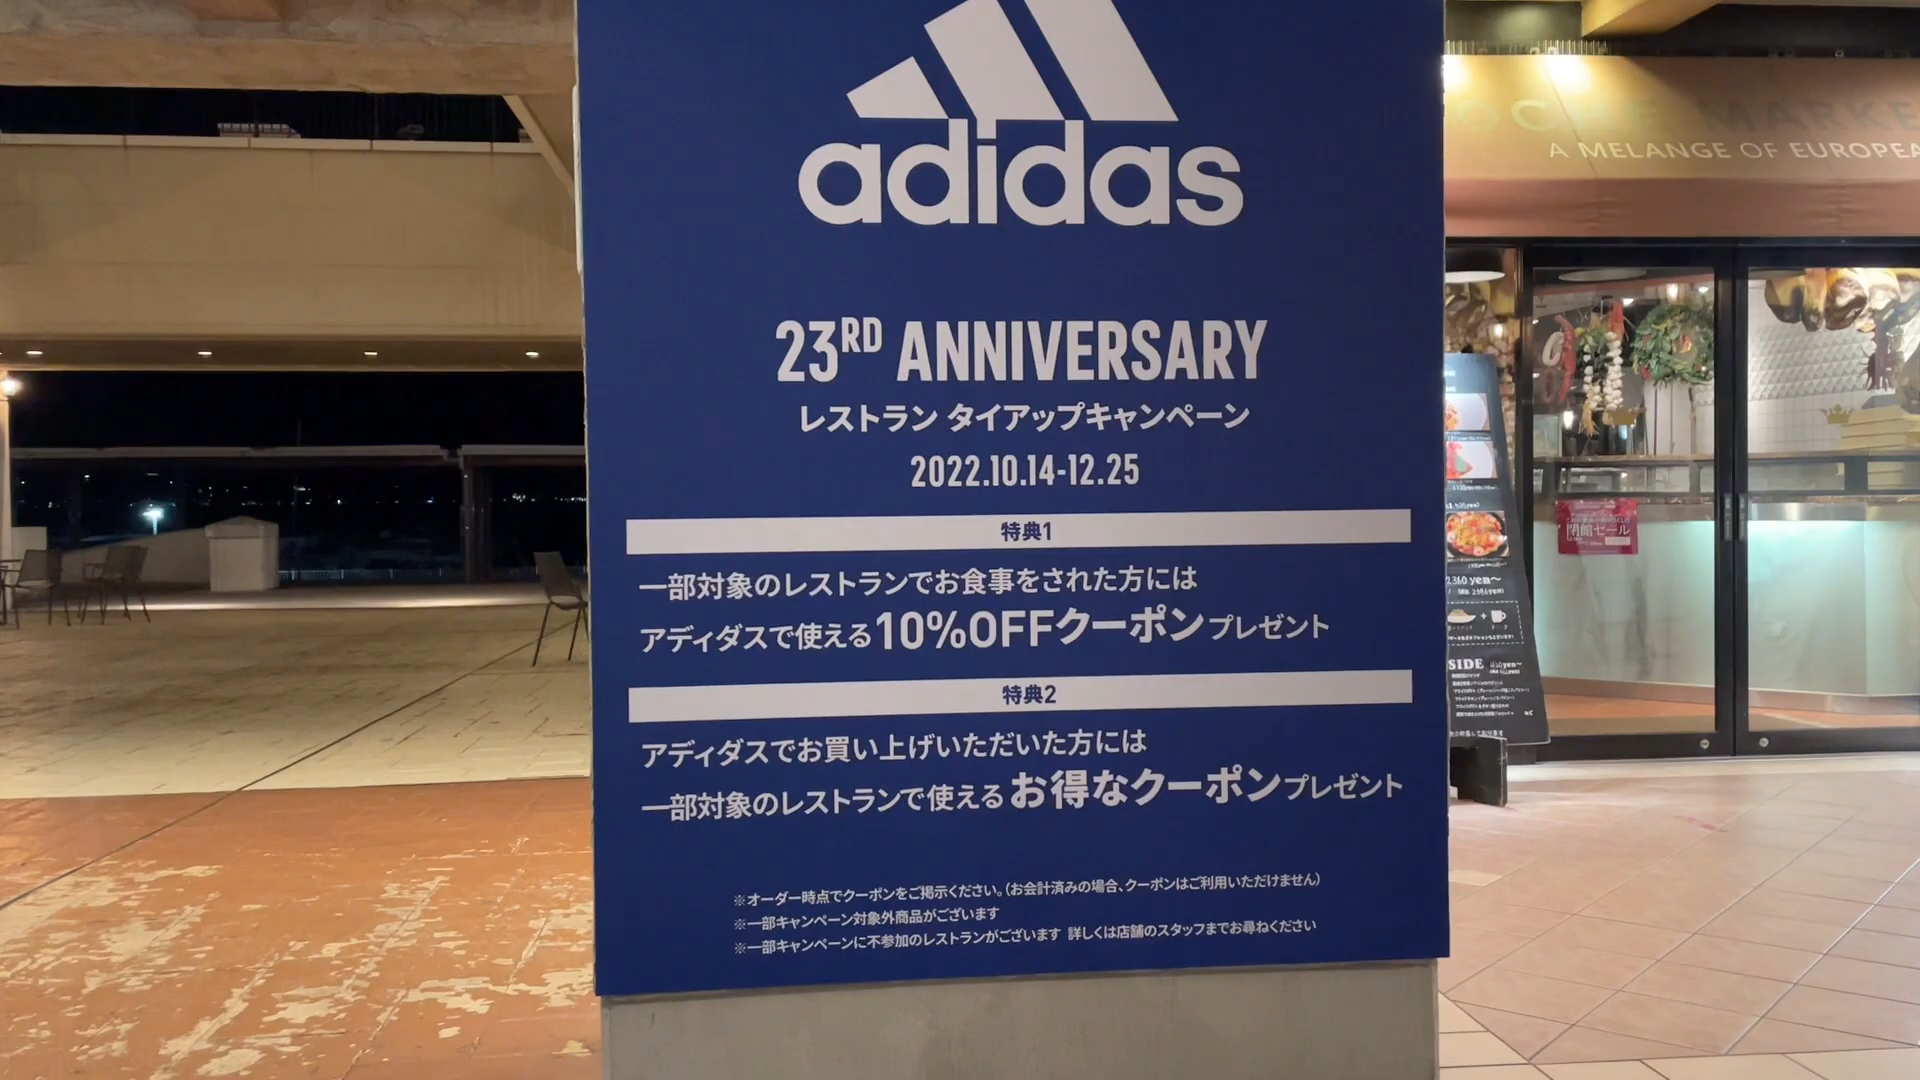 adidas
23RD ANNIVERSARY
レストラン タイアップキャンペーン
2022.10.14-12.25
特典1
一部対象のレストランでお食事をされた方には
アディダスで使える10%OFFクーポンプレゼント
特典2
アディダスでお買い上げいただいた方には
一部対象のレストランで使えるお得なクーポンプレゼント
※オーダー時点でクーポンをご掲示ください。(お会計済みの場合、クーポンはご利用いただけません)
※一部キャンペーン対象外商品がございます
※一部キャンペーンに不参加のレストランがございます 詳しくは店舗のスタッフまでお尋ねください
MARKE
A MELANGE OF EUROPEA
閉館セール
2,360 yen～
SIDE